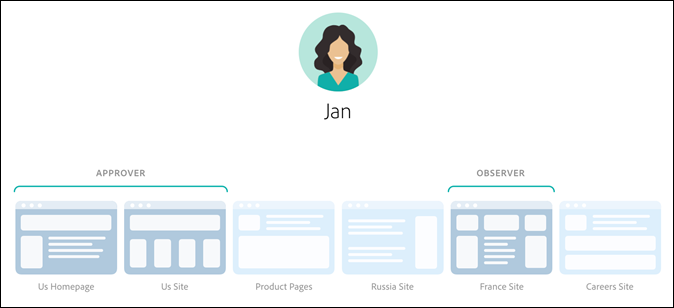 Jan
APPROVER
OBSERVER
Us Homepage
Us Site
Product Pages
Russia Site
France Site
Careers Site